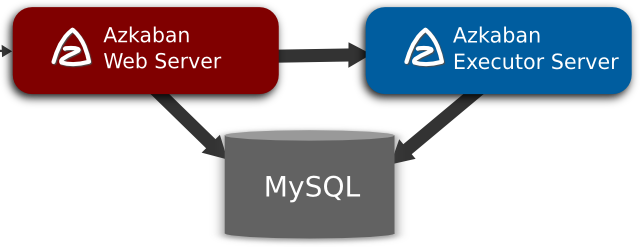 Azkaban
Web Server
Azkaban
Executor Server
MySQL